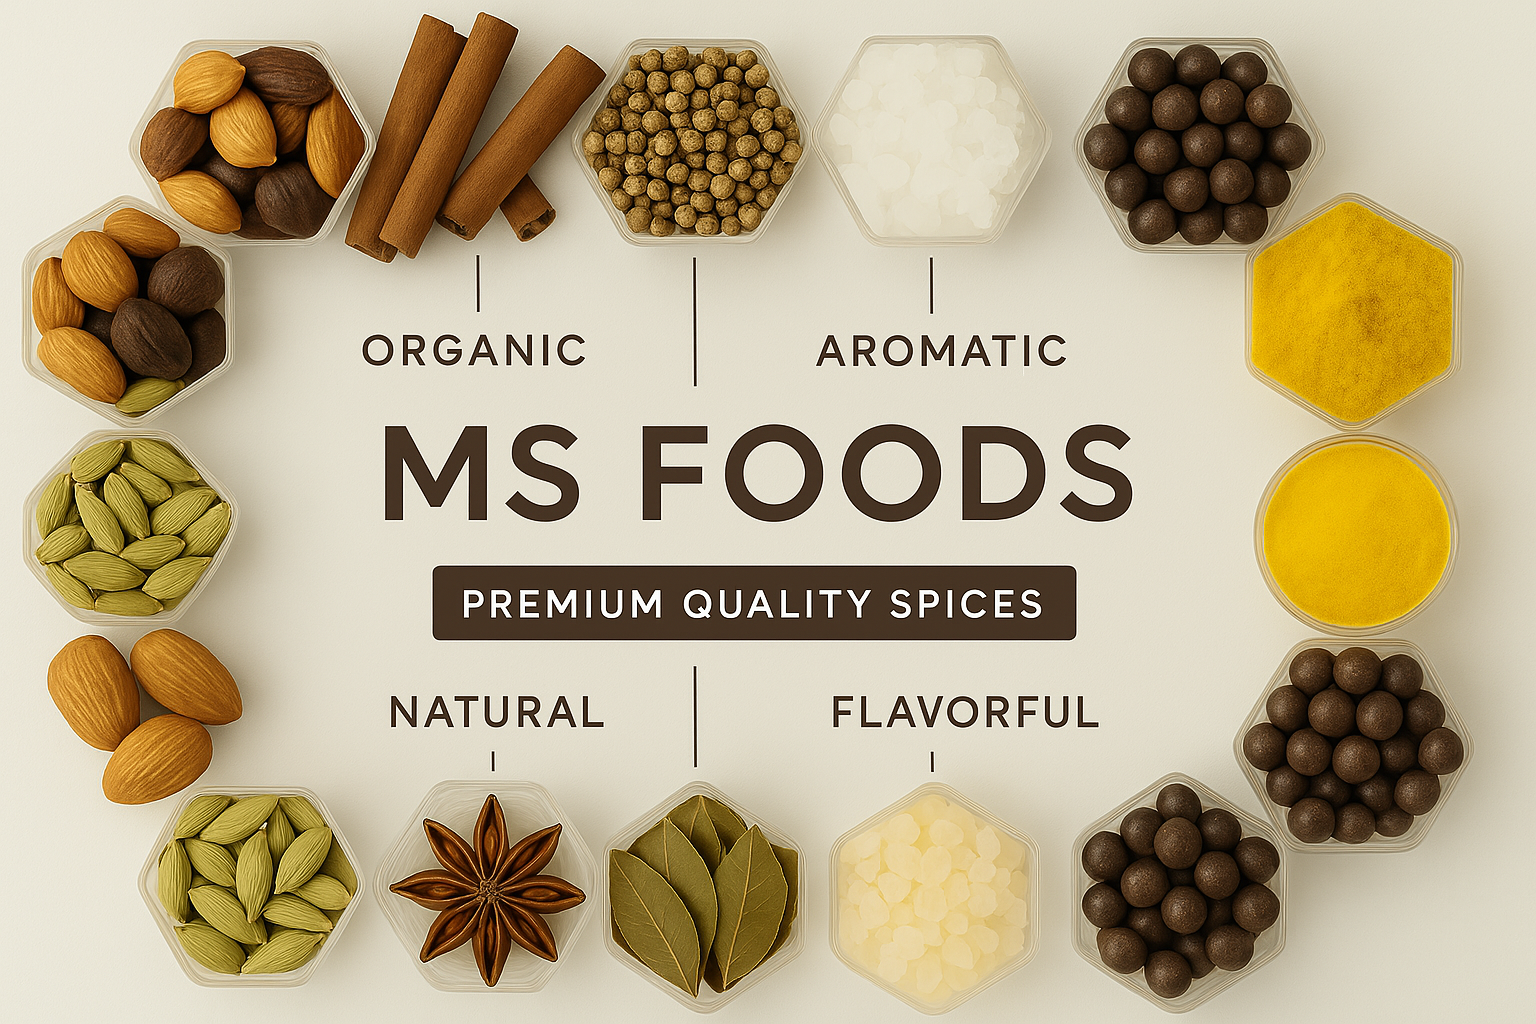 ORGANIC
AROMATIC
MS FOODS
PREMIUM QUALITY SPICES
NATURAL
FLAVORFUL